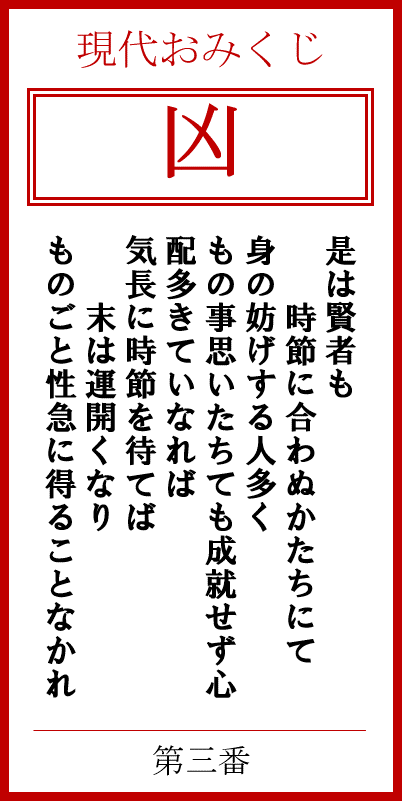 現代おみくじ
凶
是は賢者も
時節に合わぬかたちにて
身の妨げする人多く
もの事思いたちても成就せず心
配多きていなれば
気長に時節を待てば
末は運開くなり
ものごと性急に得ることなかれ
第三番